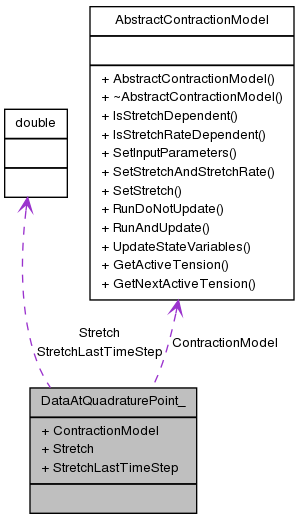 AbstractContractionModel
+ AbstractContractionModel()
+ ~AbstractContractionModel()
+ IsStretchDependent()
+ IsStretchRateDependent()
+ SetInputParameters()
+ SetStretchAndStretchRate()
+ SetStretch()
+ RunDoNotUpdate()
+ RunAndUpdate()
+ UpdateStateVariables()
+ GetActiveTension()
+ GetNextActiveTension()
double
Stretch
StretchLastTimeStep
ContractionModel
DataAtQuadraturePoint_
+ ContractionModel
+ Stretch
+ StretchLastTimeStep